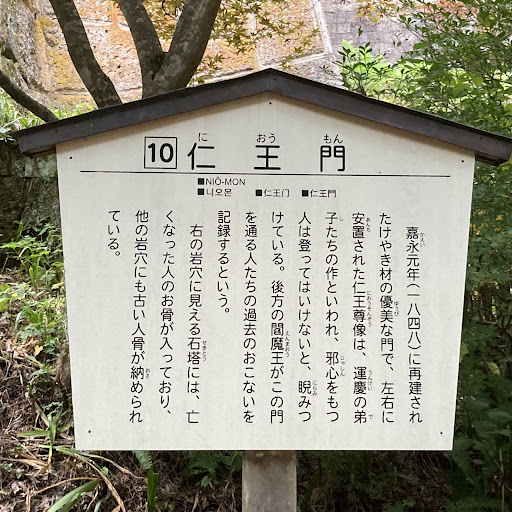 10 仁王門
に おう もん
■NIŌ-MON
■니오몬 ■仁王门 ■仁王門
嘉永元年(一八四八)に再建され
たけやき材の優美な門で、左右に
安置された仁王尊像は、運慶の弟
子たちの作といわれ、邪心をもつ
人は登ってはいけないと、睨みつ
けている。後方の閻魔王がこの門
を通る人たちの過去のおこないを
記録するという。
右の岩穴に見える石塔には、亡
くなった人のお骨が入っており、
他の岩穴にも古い人骨が納められ
ている。